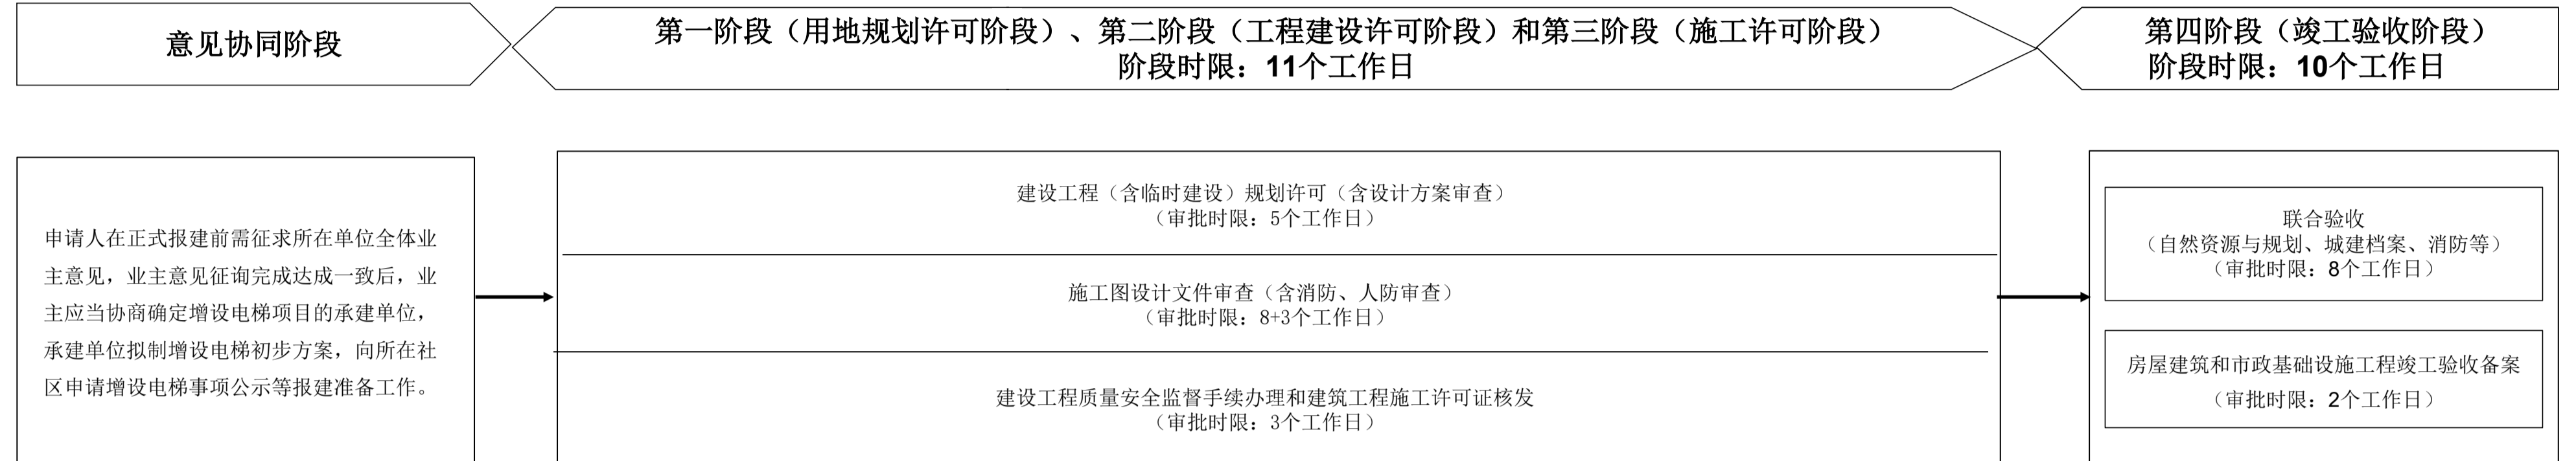 意见协同阶段
第一阶段（用地规划许可阶段）、第二阶段（工程建设许可阶段）和第三阶段（施工许可阶段）
阶段时限：11个工作日
第四阶段（竣工验收阶段）
阶段时限：10个工作日
申请人在正式报建前需征求所在单位全体业
主意见，业主意见征询完成达成一致后，业
主应当协商确定增设电梯项目的承建单位，
承建单位拟制增设电梯初步方案，向所在社
区申请增设电梯事项公示等报建准备工作。
建设工程（含临时建设）规划许可（含设计方案审查）
（审批时限：5个工作日）
施工图设计文件审查（含消防、人防审查）
（审批时限：8+3个工作日）
建设工程质量安全监督手续办理和建筑工程施工许可证核发
（审批时限：3个工作日）
联合验收
（自然资源与规划、城建档案、消防等）
（审批时限：8个工作日）
房屋建筑和市政基础设施工程竣工验收备案
（审批时限：2个工作日）